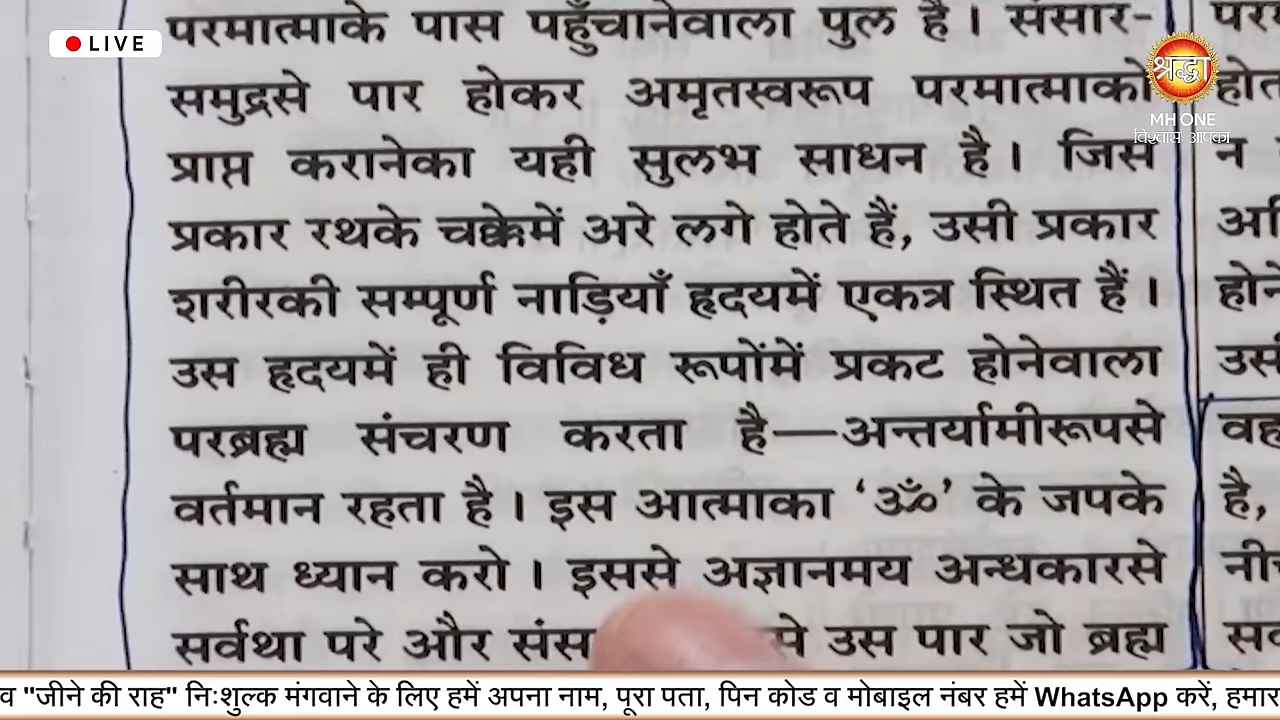 LIVE
श्रद्धा
MH ONE
विश्वास आपका
परमात्माके पास पहुँचानेवाला पुल है । संसार-
समुद्रसे पार होकर अमृतस्वरूप परमात्माको
प्राप्त करानेका यही सुलभ साधन है । जिस
प्रकार रथके चक्केमें अरे लगे होते हैं, उसी प्रकार
शरीरकी सम्पूर्ण नाड़ियाँ हृदयमें एकत्र स्थित हैं ।
उस हृदयमें ही विविध रूपोंमें प्रकट होनेवाला
परब्रह्म संचरण करता है—अन्तर्यामीरूपसे
वर्तमान रहता है । इस आत्माका ‘ॐ’ के जपके
साथ ध्यान करो । इससे अज्ञानमय अन्धकारसे
सर्वथा परे और उस पार जो ब्रह्म
न
वह
है,
व "जीने की राह" निःशुल्क मंगवाने के लिए हमें अपना नाम, पूरा पता, पिन कोड व मोबाइल नंबर हमें WhatsApp करें,